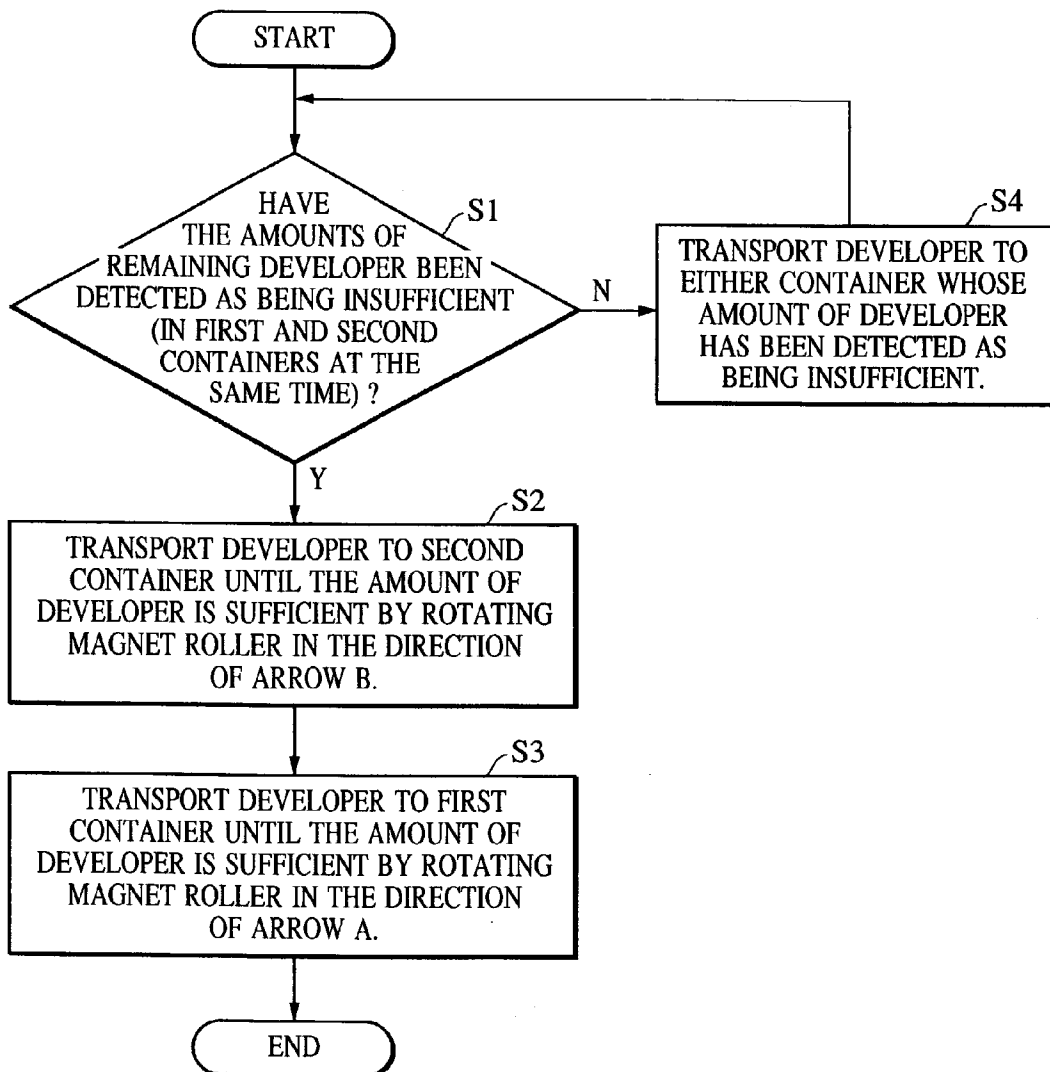 START
HAVE
THE AMOUNTS OF
REMAINING DEVELOPER BEEN
DETECTED AS BEING INSUFFICIENT
(IN FIRST AND SECOND
CONTAINERS AT THE
SAME TIME) ?
S1
N
S4
TRANSPORT DEVELOPER TO
EITHER CONTAINER WHOSE
AMOUNT OF DEVELOPER
HAS BEEN DETECTED AS
BEING INSUFFICIENT.
Y
S2
TRANSPORT DEVELOPER TO SECOND
CONTAINER UNTIL THE AMOUNT OF
DEVELOPER IS SUFFICIENT BY ROTATING
MAGNET ROLLER IN THE DIRECTION
OF ARROW B.
S3
TRANSPORT DEVELOPER TO FIRST
CONTAINER UNTIL THE AMOUNT OF
DEVELOPER IS SUFFICIENT BY ROTATING
MAGNET ROLLER IN THE DIRECTION
OF ARROW A.
END